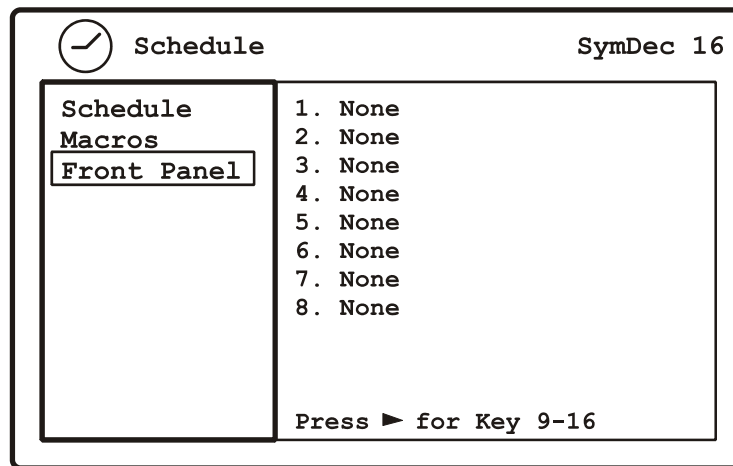 Schedule SymDec 16
Schedule
Macros
Front Panel
1. None
2. None
3. None
4. None
5. None
6. None
7. None
8. None
Press ► for Key 9-16